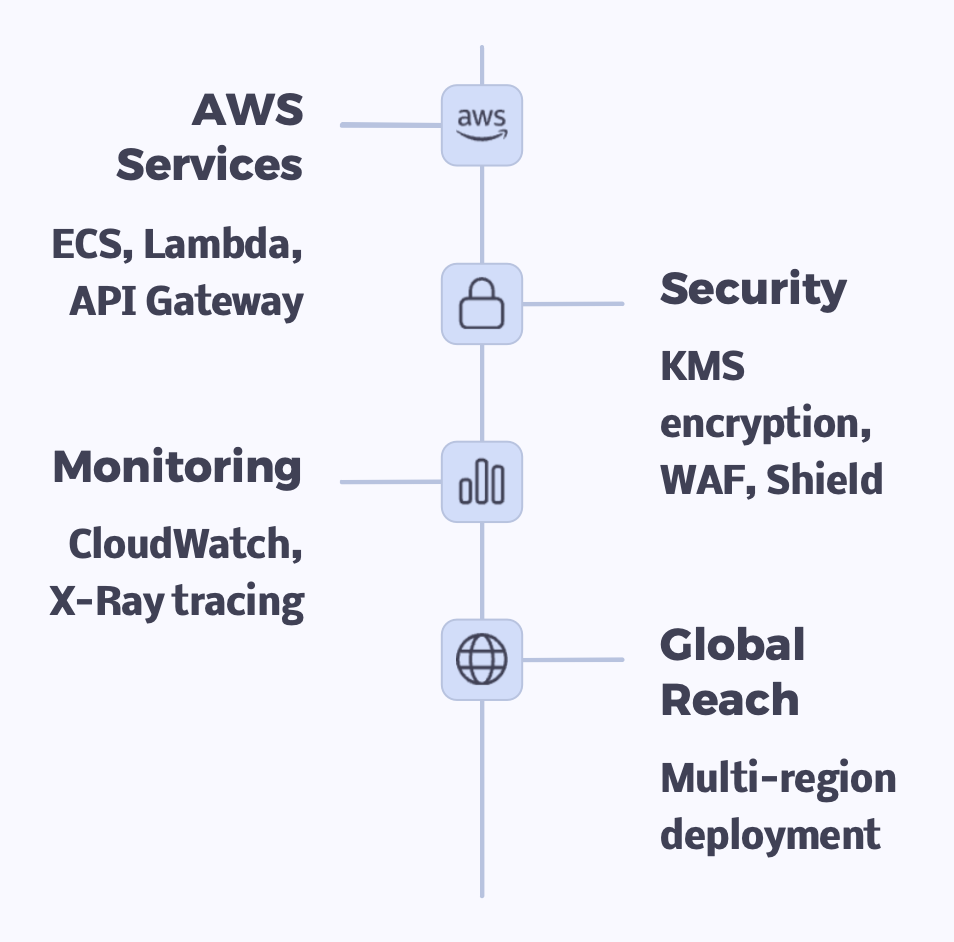 AWS
Services
aws
ECS, Lambda,
API Gateway
Security
KMS
encryption,
WAF, Shield
Monitoring
CloudWatch,
X-Ray tracing
Global
Reach
Multi-region
deployment